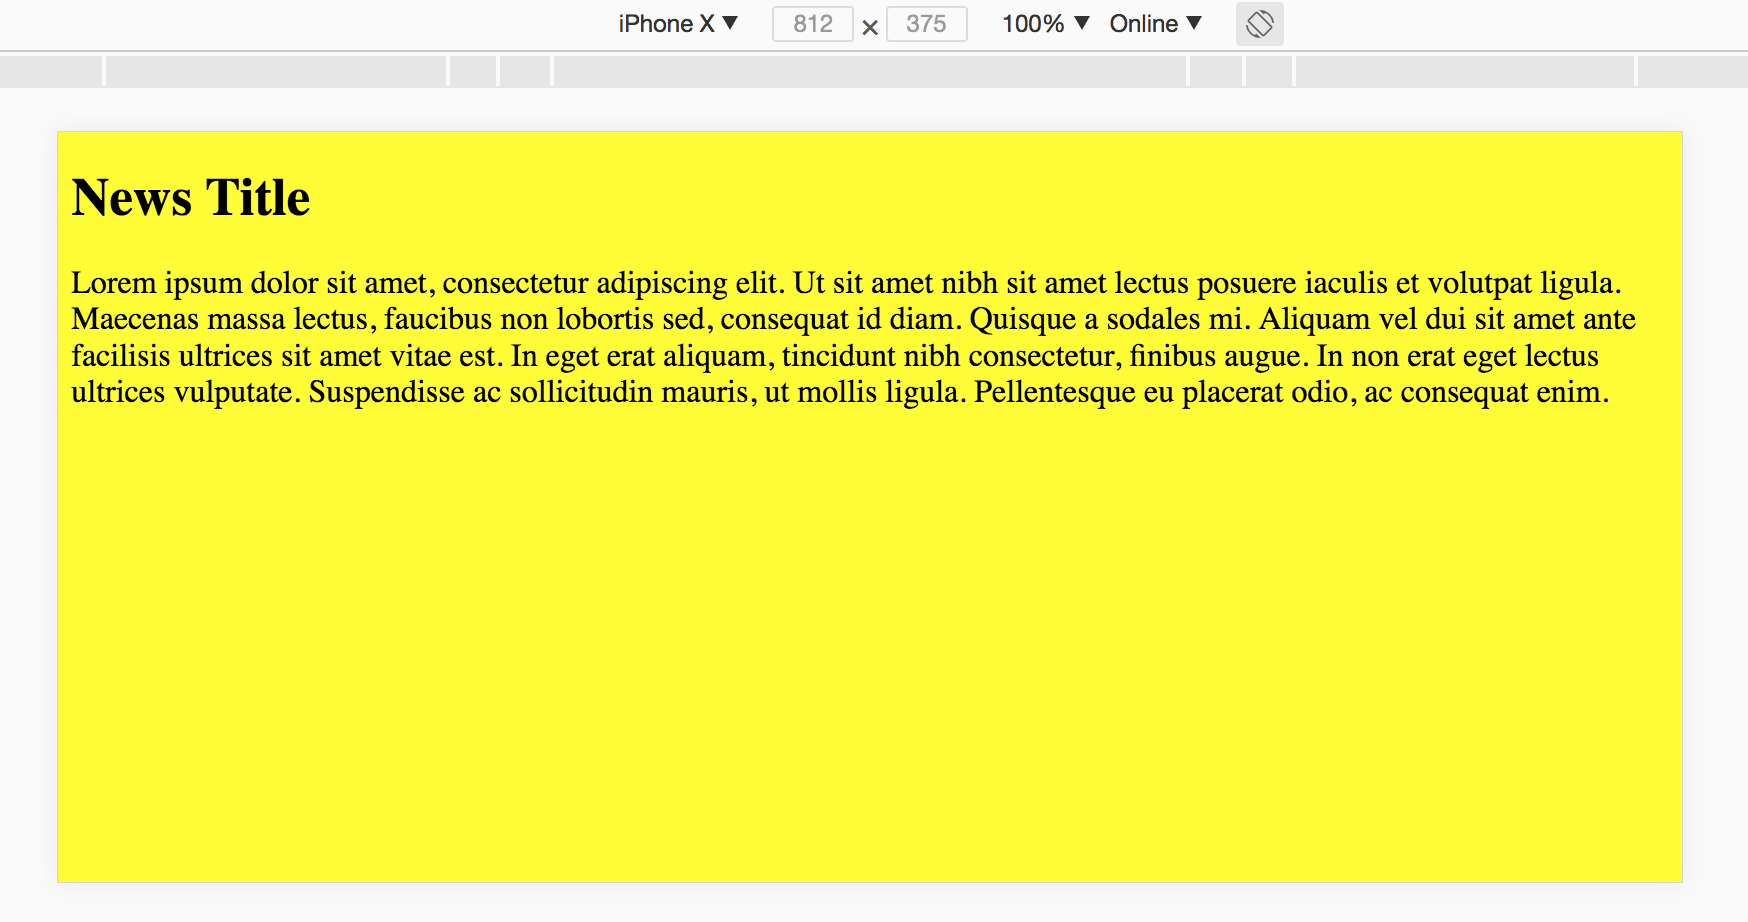 iPhone X ▼ 812 × 375 100% ▼ Online ▼
News Title
Lorem ipsum dolor sit amet, consectetur adipiscing elit. Ut sit amet nibh sit amet lectus posuere iaculis et volutpat ligula.
Maecenas massa lectus, faucibus non lobortis sed, consequat id diam. Quisque a sodales mi. Aliquam vel dui sit amet ante
facilisis ultrices sit amet vitae est. In eget erat aliquam, tincidunt nibh consectetur, finibus augue. In non erat eget lectus
ultrices vulputate. Suspendisse ac sollicitudin mauris, ut mollis ligula. Pellentesque eu placerat odio, ac consequat enim.